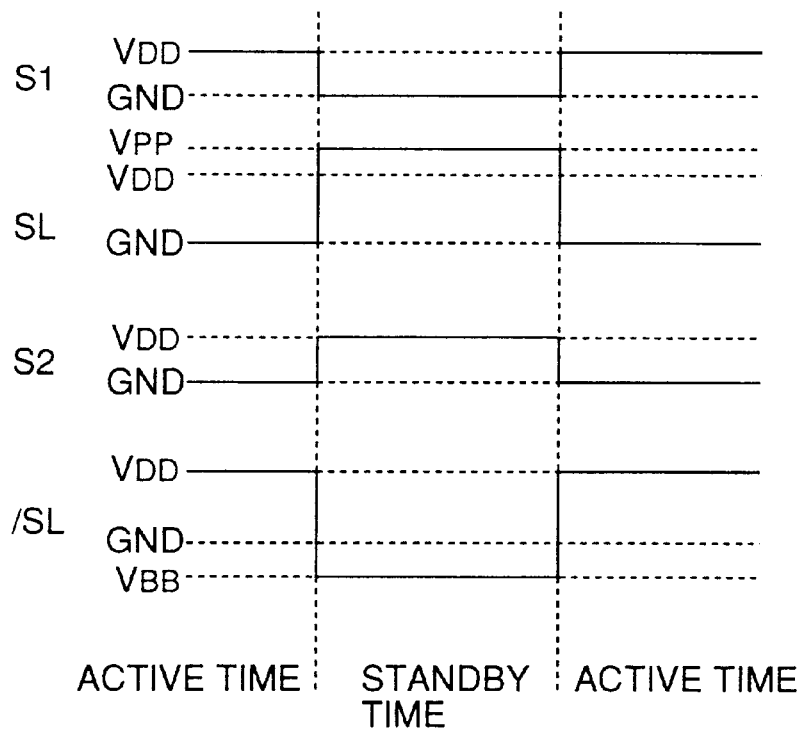 S1
VDD
GND
VPP
VDD
SL
GND
S2
VDD
GND
VDD
/SL
GND
VBB
ACTIVE TIME
STANDBY
TIME
ACTIVE TIME